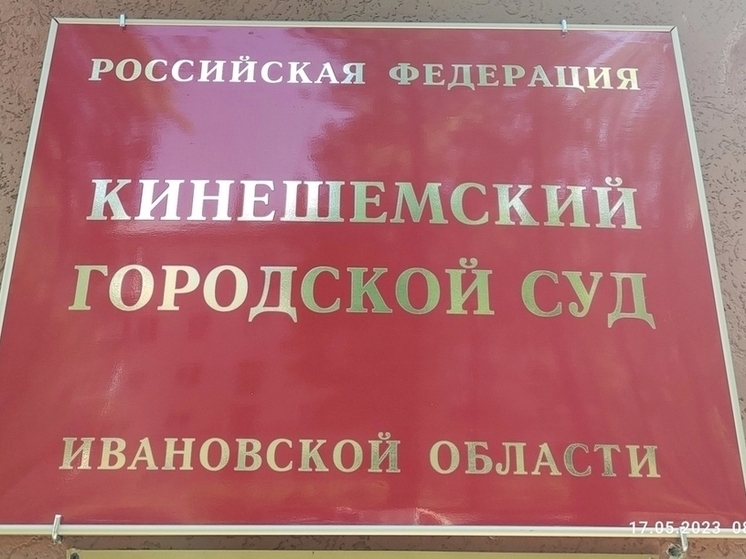 РОССИЙСКАЯ ФЕДЕРАЦИЯ
КИНЕШЕМСКИЙ
ГОРОДСКОЙ СУД
ИВАНОВСКОЙ ОБЛАСТИ
17.05.2023